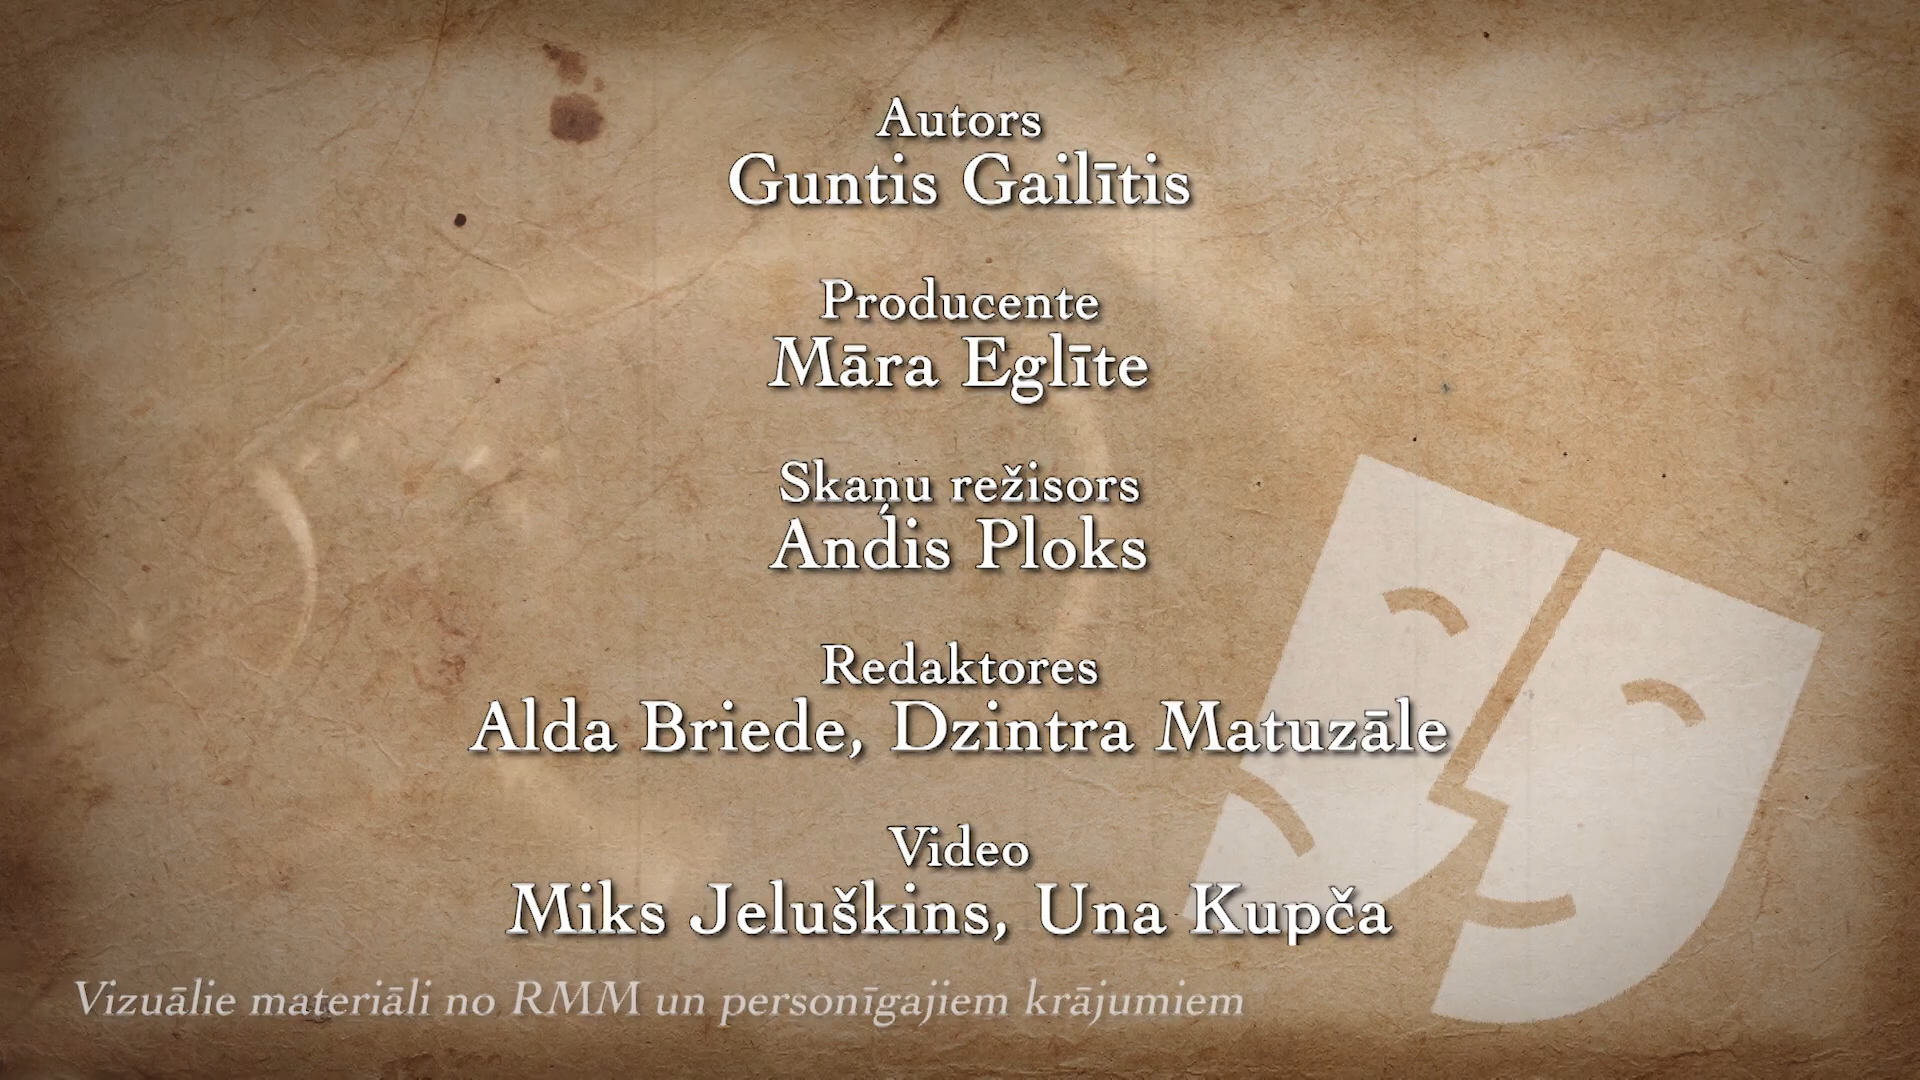 Autors
Guntis Gailītis
Producente
Māra Eglīte
Skaņu režisors
Andis Ploks
Redaktores
Alda Briede, Dzintra Matuzāle
Video
Miks Jeluškins, Una Kupča
Vizuālie materiāli no RMM un personīgajiem krājumiem